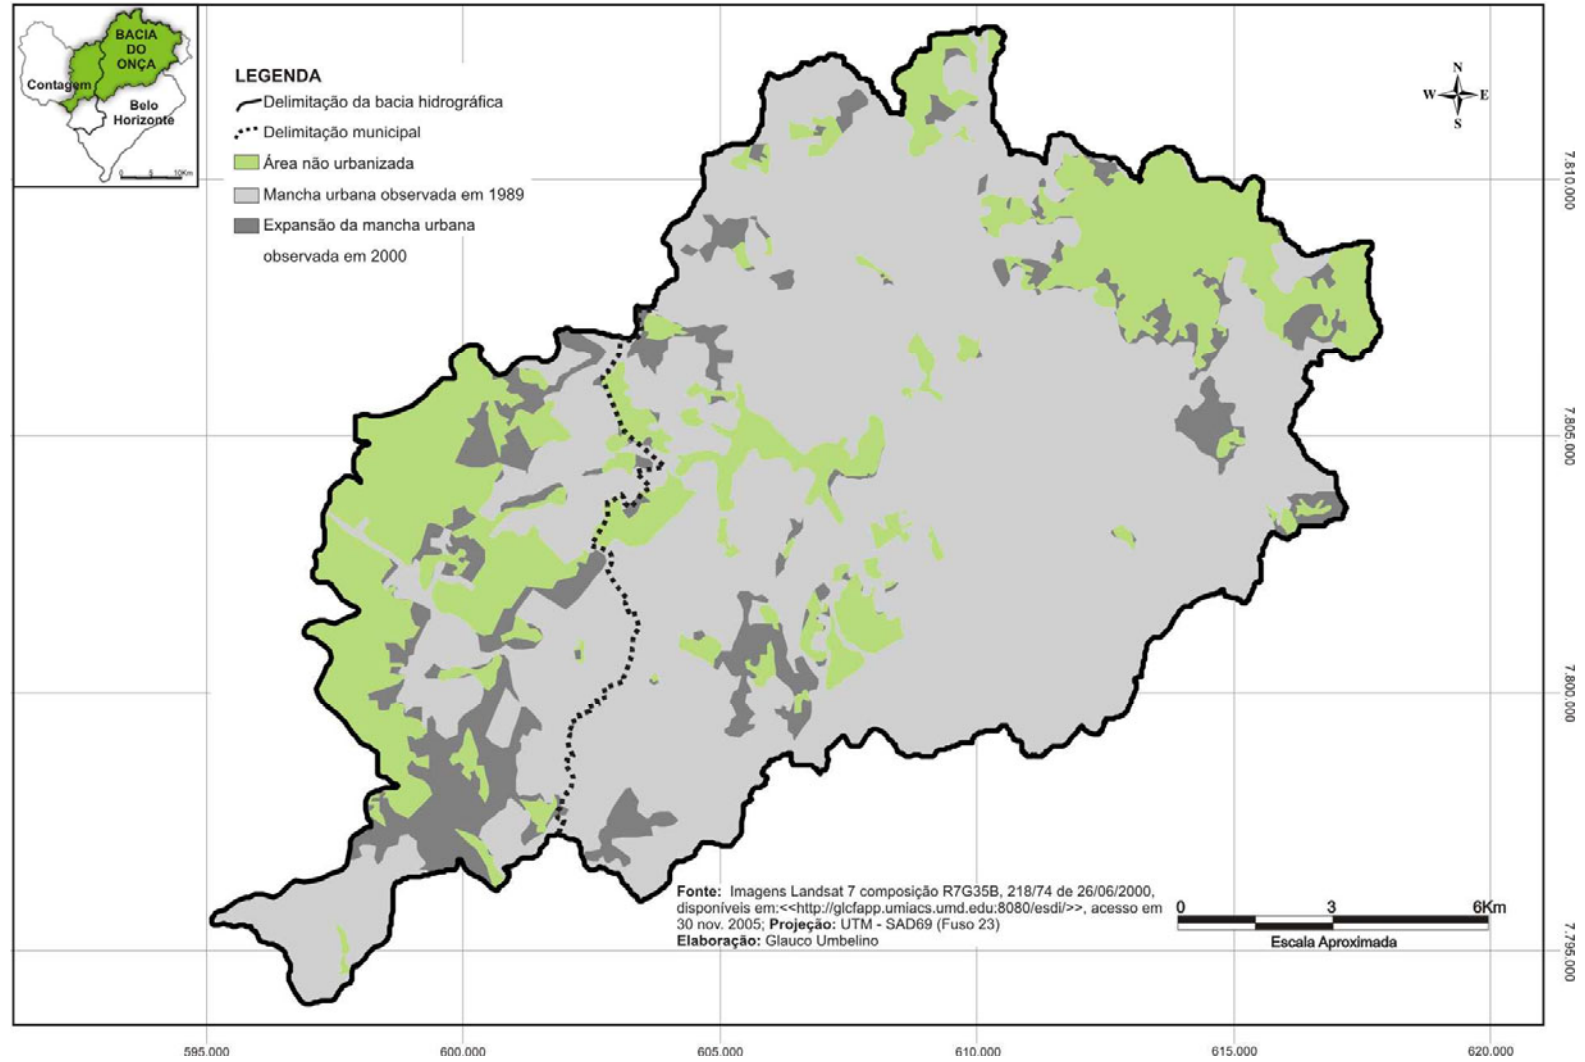 BACIA
DO
ONÇA
Contagem
Belo
Horizonte
0 5 10Km
LEGENDA
Delimitação da bacia hidrográfica
Delimitação municipal
Área não urbanizada
Mancha urbana observada em 1989
Expansão da mancha urbana
observada em 2000
N
W E
S
7.810.000
7.805.000
7.800.000
7.795.000
Fonte: Imagens Landsat 7 composição R7G35B, 218/74 de 26/06/2000,
disponíveis em:<<http://glcfapp.umiacs.umd.edu:8080/esdi/>>, acesso em
30 nov. 2005; Projeção: UTM - SAD69 (Fuso 23)
Elaboração: Glauco Umbelino
0 3 6Km
Escala Aproximada
595.000 600.000 605.000 610.000 615.000 620.000